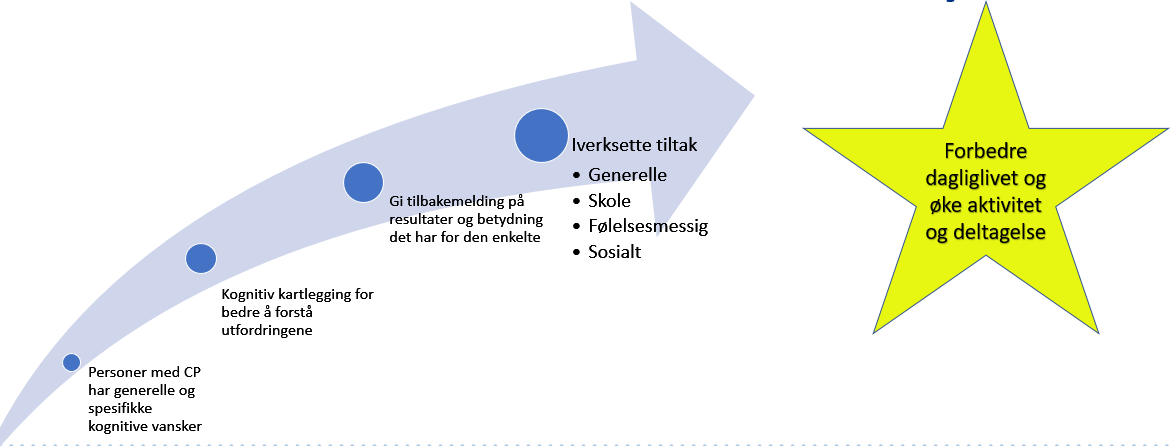 Personer med CP
har generelle og
spesifikke
kognitive vansker
Kognitiv kartlegging for
bedre å forstå
utfordringene
Gi tilbakemelding på
resultater og betydning
det har for den enkelte
Iverksette tiltak
• Generelle
• Skole
• Følelsesmessig
• Sosialt
Forbedre
dagliglivet og
øke aktivitet
og deltagelse